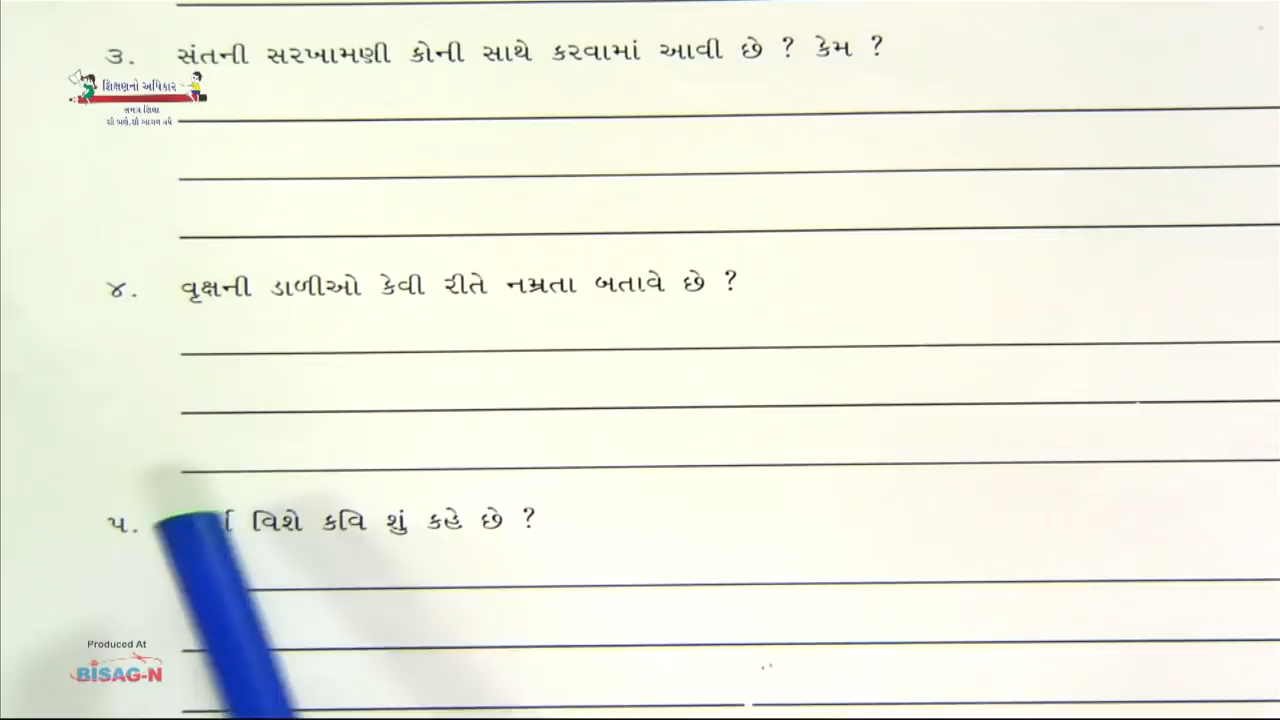 ૩. સંતની સરખામણી કોની સાથે કરવામાં આવી છે ? કેમ ?
શિક્ષણનો અધિકાર
સમગ્ર શિક્ષા
૪. વૃક્ષની ડાળીઓ કેવી રીતે નમ્રતા બતાવે છે ?
૫. વિશે કવિ શું કહે છે ?
Produced At
BISAG-N